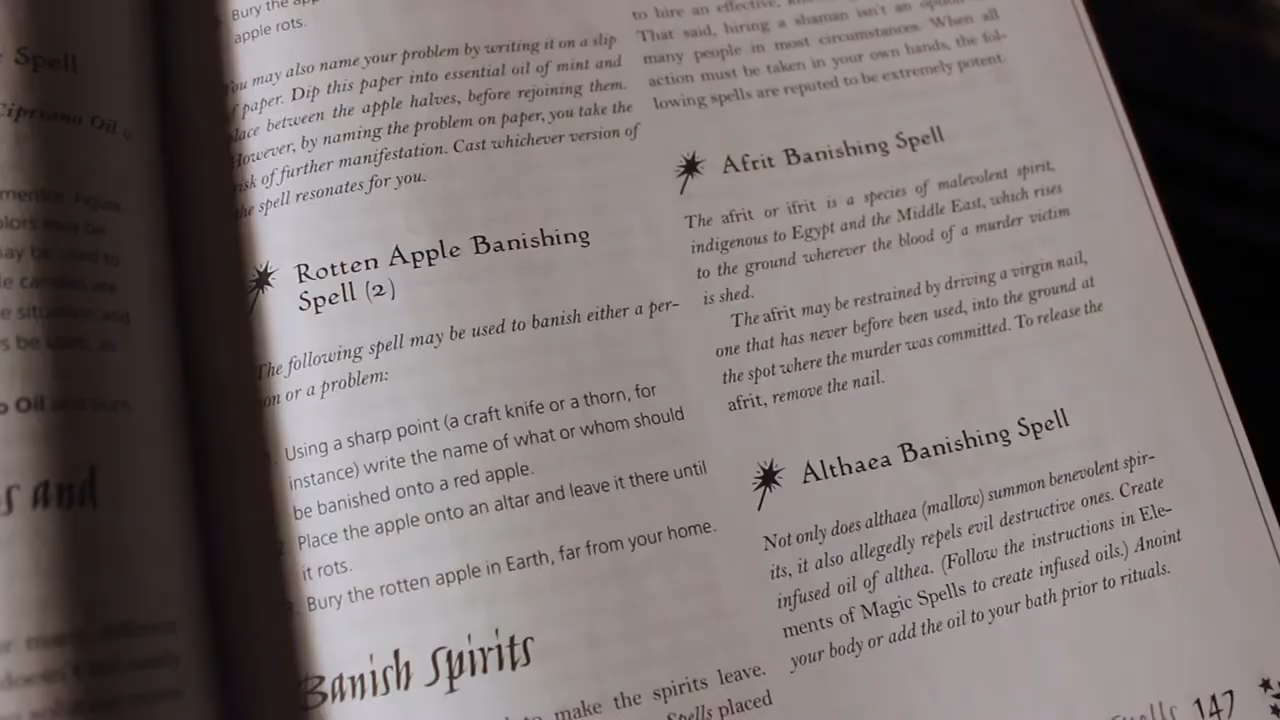 Spell
Cipriano Oil
Oil
s and
Bury the
apple rots.
You may also name your problem by writing it on a slip
of paper. Dip this paper into essential oil of mint and
place between the apple halves, before rejoining them.
However, by naming the problem on paper, you take the
risk of further manifestation. Cast whichever version of
the spell resonates for you.
Rotten Apple Banishing
Spell (2)
The following spell may be used to banish either a per-
son or a problem:
Using a sharp point (a craft knife or a thorn, for
instance) write the name of what or whom should
be banished onto a red apple.
Place the apple onto an altar and leave it there until
it rots.
Bury the rotten apple in Earth, far from your home.
Banish Spirits
to make the spirits leave.
Spells placed
to hire an effective,
That said, hiring a shaman isn't an option
many people in most circumstances. When all
action must be taken in your own hands, the fol-
lowing spells are reputed to be extremely potent.
Afrit Banishing Spell
The afrit or ifrit is a species of malevolent spirit,
indigenous to Egypt and the Middle East, which rises
to the ground wherever the blood of a murder victim
is shed.
The afrit may be restrained by driving a virgin nail,
one that has never before been used, into the ground at
the spot where the murder was committed. To release the
afrit, remove the nail.
Althaea Banishing Spell
Not only does althaea (mallow) summon benevolent spir-
its, it also allegedly repels evil destructive ones. Create
infused oil of althea. (Follow the instructions in Ele-
ments of Magic Spells to create infused oils.) Anoint
your body or add the oil to your bath prior to rituals.
Spells 147